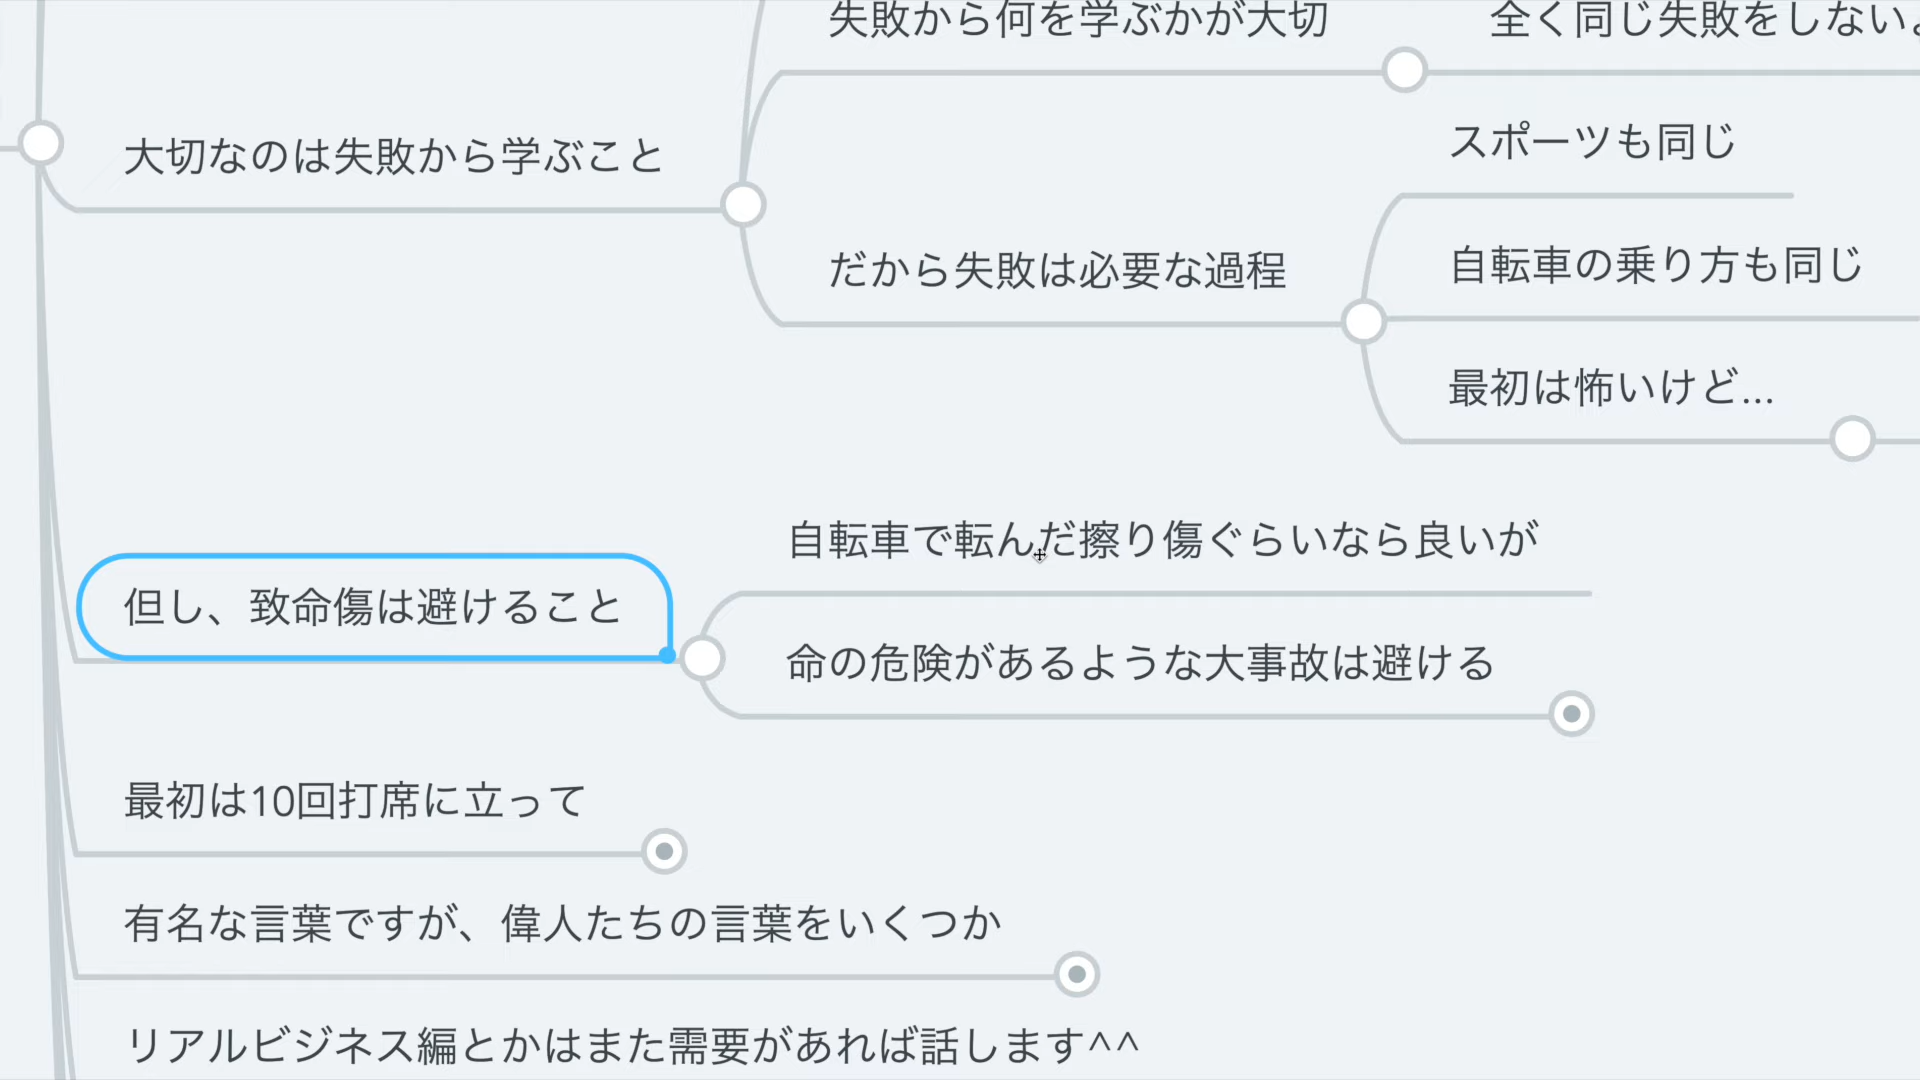 失敗から何を学ぶかが大切
全く同じ失敗をしない
大切なのは失敗から学ぶこと
スポーツも同じ
だから失敗は必要な過程
自転車の乗り方も同じ
最初は怖いけど...
自転車で転んだ擦り傷ぐらいなら良いが
但し、致命傷は避けること
命の危険があるような大事故は避ける
最初は10回打席に立って
有名な言葉ですが、偉人たちの言葉をいくつか
リアルビジネス編とかはまた需要があれば話します^^